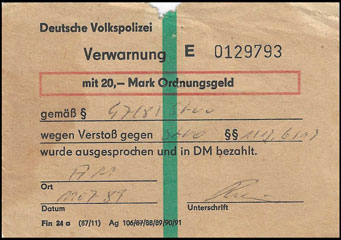 Deutsche Volkspolizei
Verwarnung E 0129793
mit 20,— Mark Ordnungsgeld
gemäß §
wegen Verstoß gegen StVO §§
wurde ausgesprochen und in DM bezahlt.
Ort
Datum Unterschrift
Fin 24 a (87/11) Ag 106/87/88/89/90/91